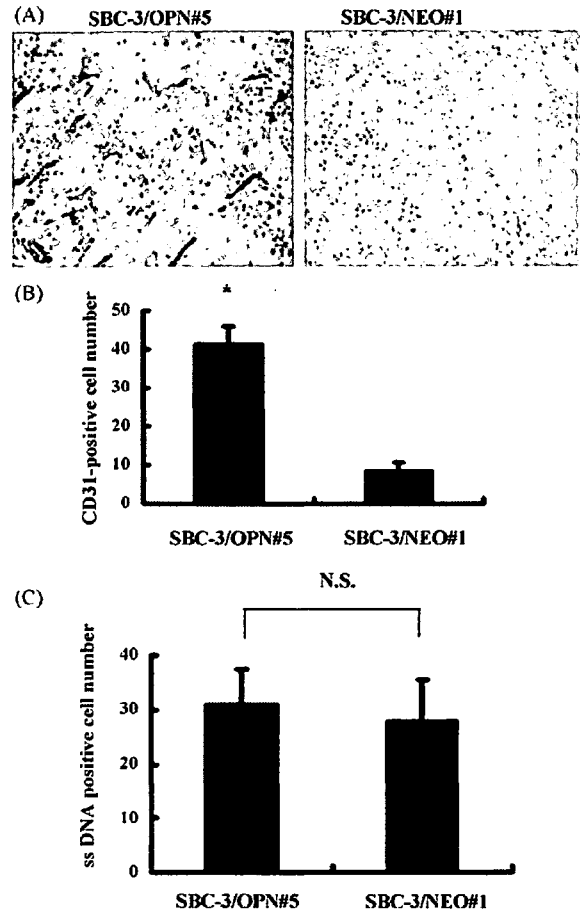 (A) SBC-3/OPN#5 SBC-3/NEO#1
(B)
*
CD31-positive cell number
50
40
30
20
10
0
SBC-3/OPN#5 SBC-3/NEO#1
(C)
N.S.
ss DNA positive cell number
40
30
20
10
0
SBC-3/OPN#5 SBC-3/NEO#1